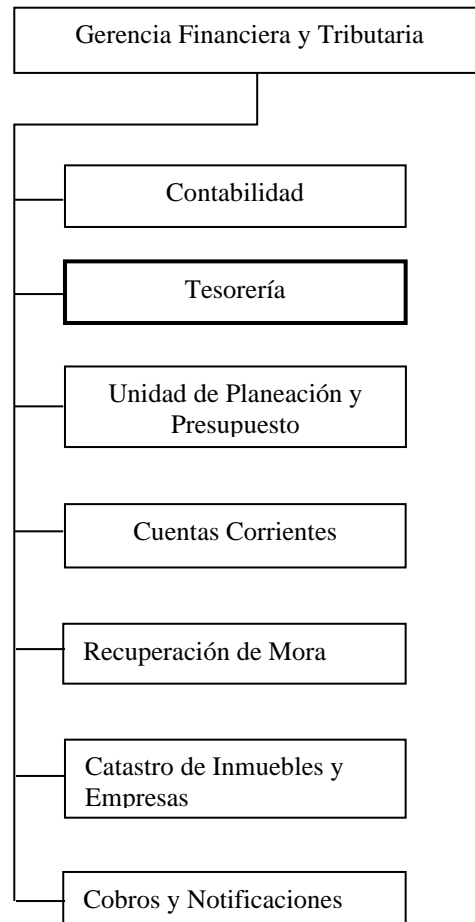 Gerencia Financiera y Tributaria
Contabilidad
Tesorería
Unidad de Planeación y
Presupuesto
Cuentas Corrientes
Recuperación de Mora
Catastro de Inmuebles y
Empresas
Cobros y Notificaciones